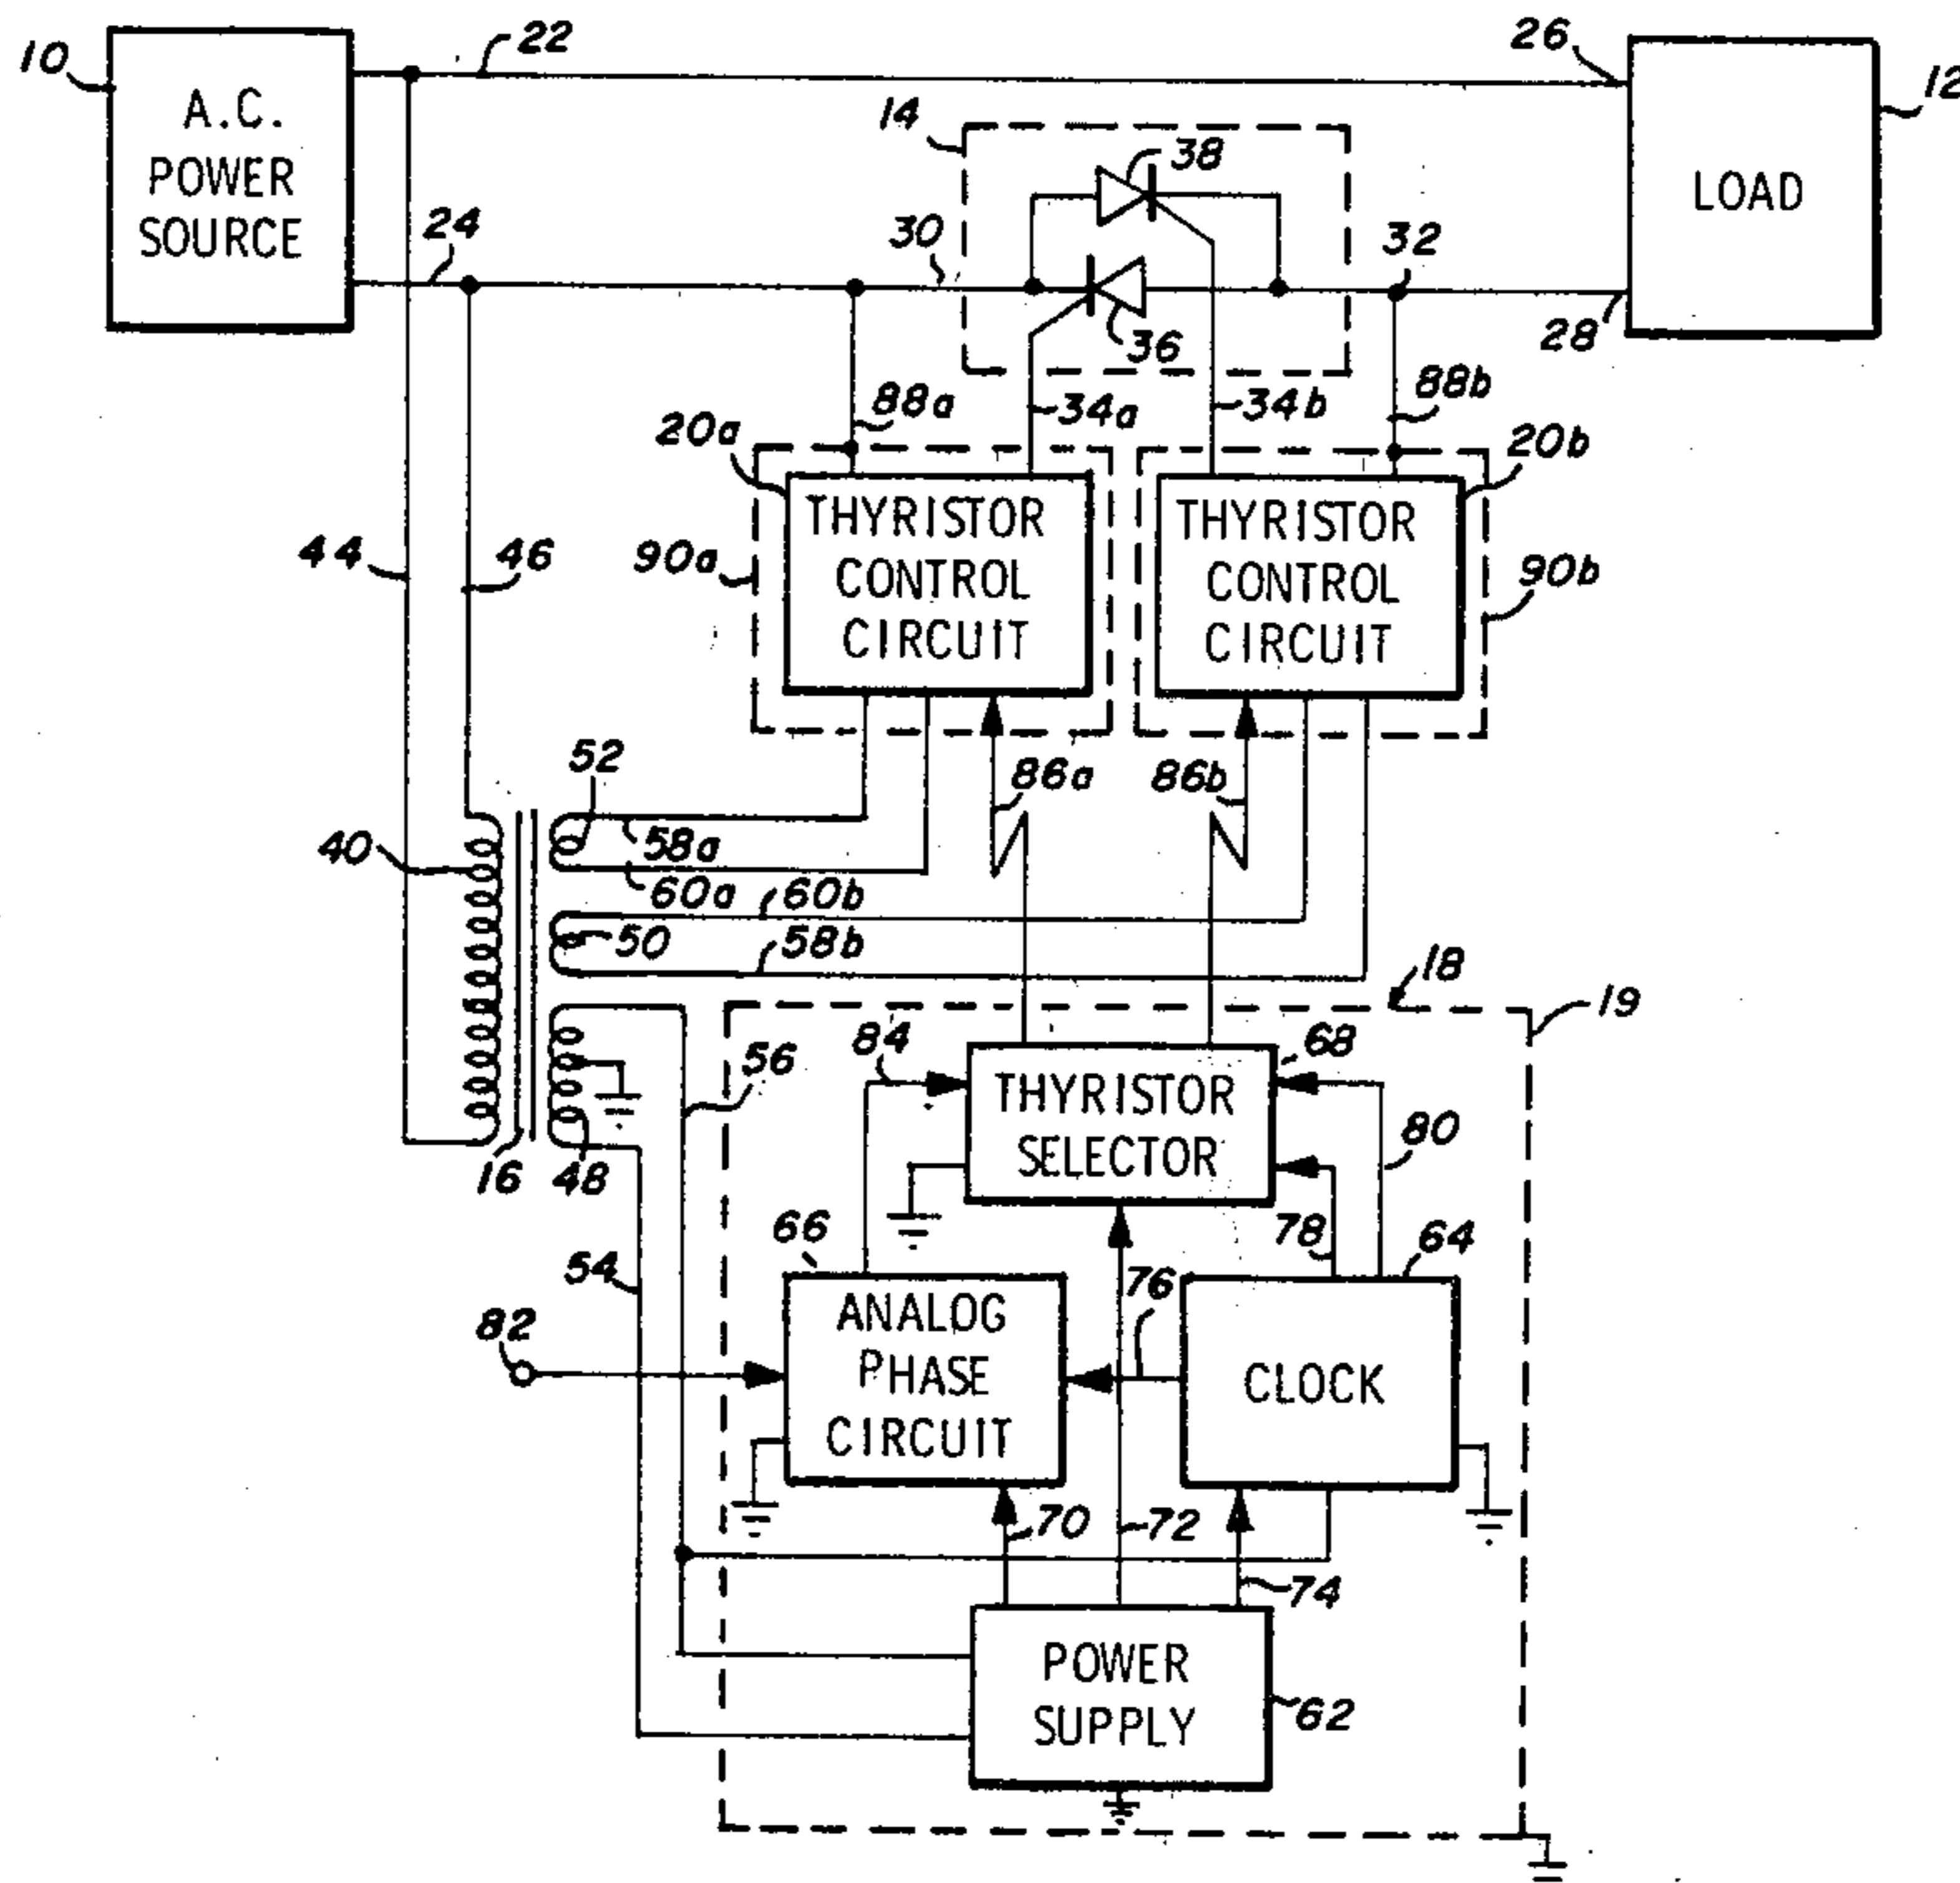 10
A.C.
POWER
SOURCE
22
24
26
12
LOAD
28
14
38
30
36
32
88a
34a
34b
88b
20a
THYRISTOR
CONTROL
CIRCUIT
90a
20b
THYRISTOR
CONTROL
CIRCUIT
90b
44
46
86a
86b
52
40
58a
60a
60b
50
58b
18
19
16
48
56
84
68
THYRISTOR
SELECTOR
80
78
64
66
54
76
82
ANALOG
PHASE
CIRCUIT
CLOCK
70
72
74
POWER
SUPPLY
62